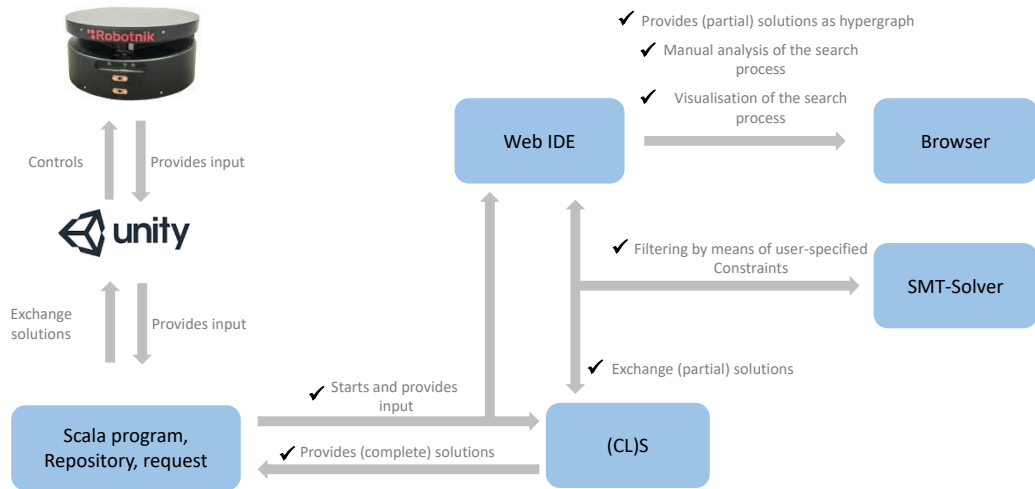 Robotnik
Provides (partial) solutions as hypergraph
Manual analysis of the search
process
Visualisation of the search
process
Web IDE
Browser
Controls
Provides input
unity
Filtering by means of user-specified
Constraints
SMT-Solver
Exchange
solutions
Provides input
Exchange (partial) solutions
Starts and provides
input
Scala program,
Repository, request
(CL)S
Provides (complete) solutions